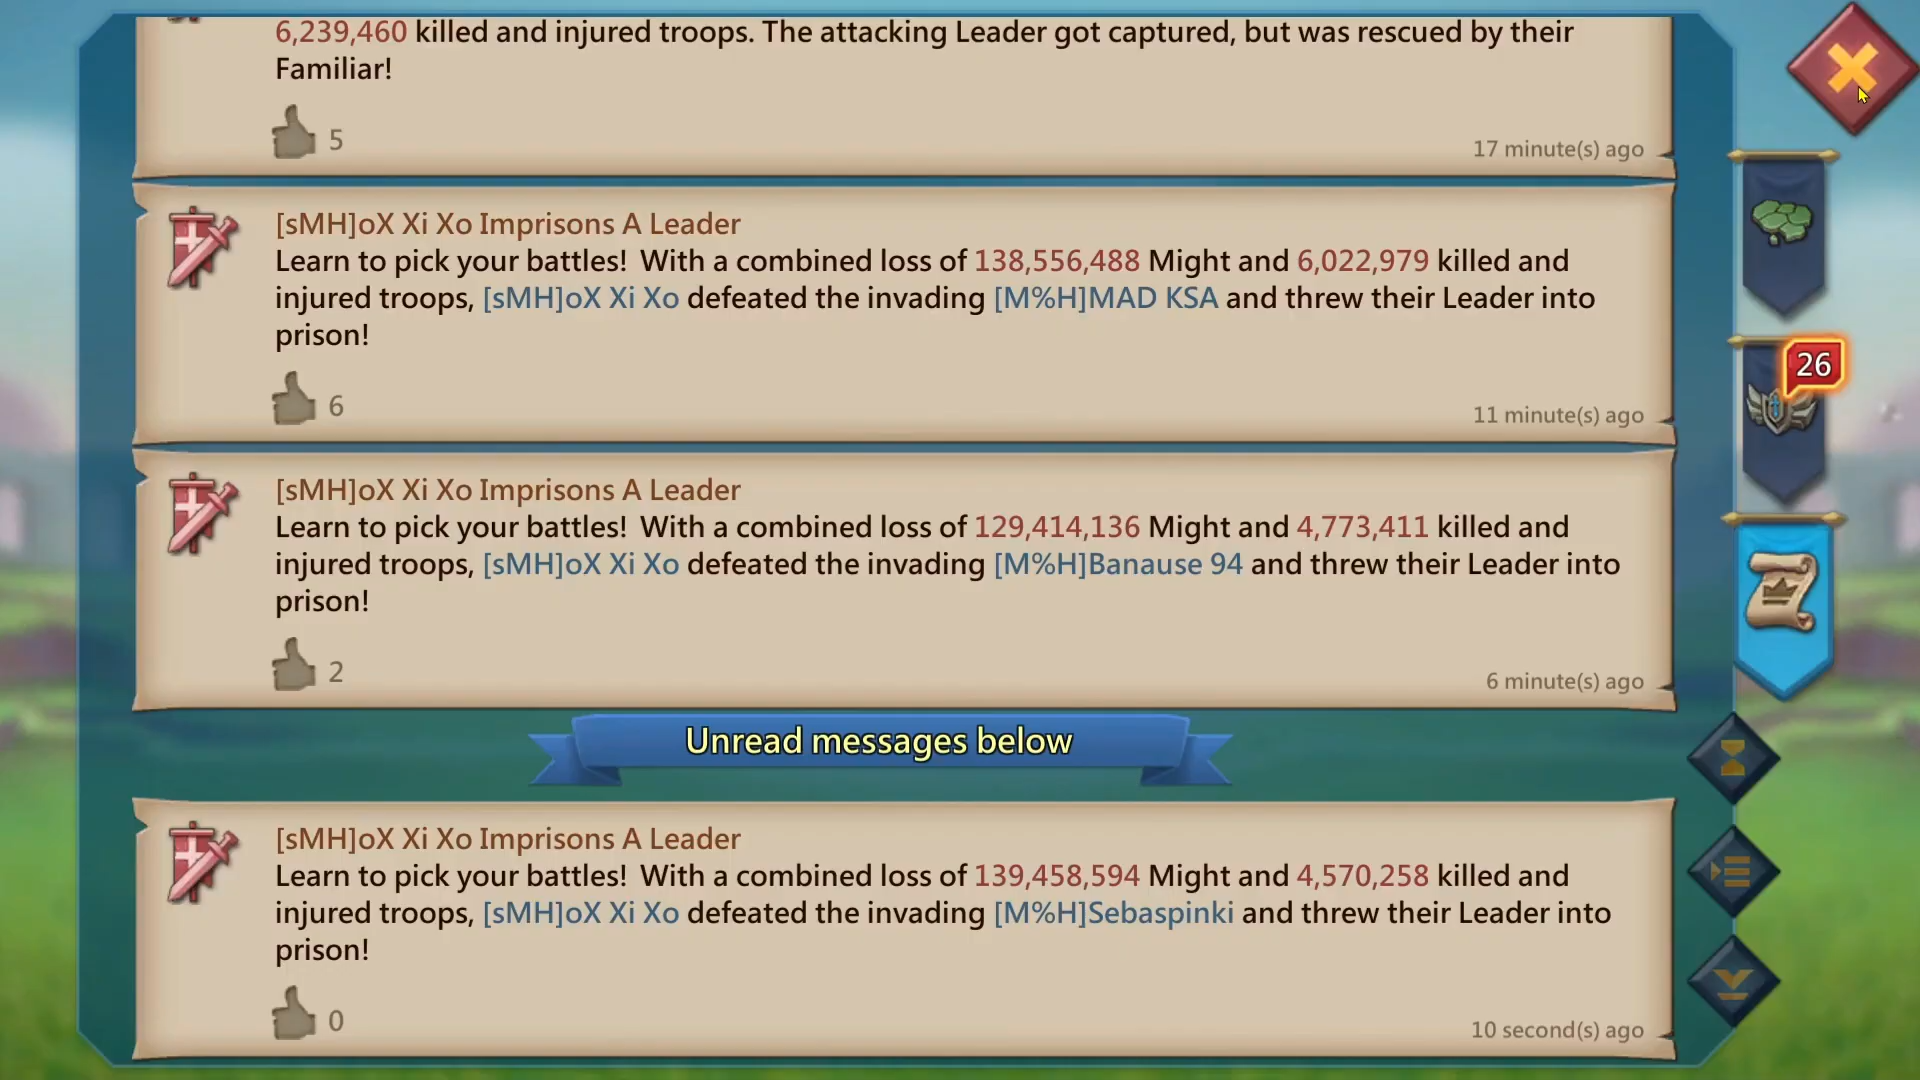 6,239,460 killed and injured troops. The attacking Leader got captured, but was rescued by their
Familiar!
5
17 minute(s) ago
[sMH]oX Xi Xo Imprisons A Leader
Learn to pick your battles! With a combined loss of 138,556,488 Might and 6,022,979 killed and
injured troops, [sMH]oX Xi Xo defeated the invading [M%H]MAD KSA and threw their Leader into
prison!
6
11 minute(s) ago
26
[sMH]oX Xi Xo Imprisons A Leader
Learn to pick your battles! With a combined loss of 129,414,136 Might and 4,773,411 killed and
injured troops, [sMH]oX Xi Xo defeated the invading [M%H]Banause 94 and threw their Leader into
prison!
2
6 minute(s) ago
Unread messages below
[sMH]oX Xi Xo Imprisons A Leader
Learn to pick your battles! With a combined loss of 139,458,594 Might and 4,570,258 killed and
injured troops, [sMH]oX Xi Xo defeated the invading [M%H]Sebaspinki and threw their Leader into
prison!
0
10 second(s) ago